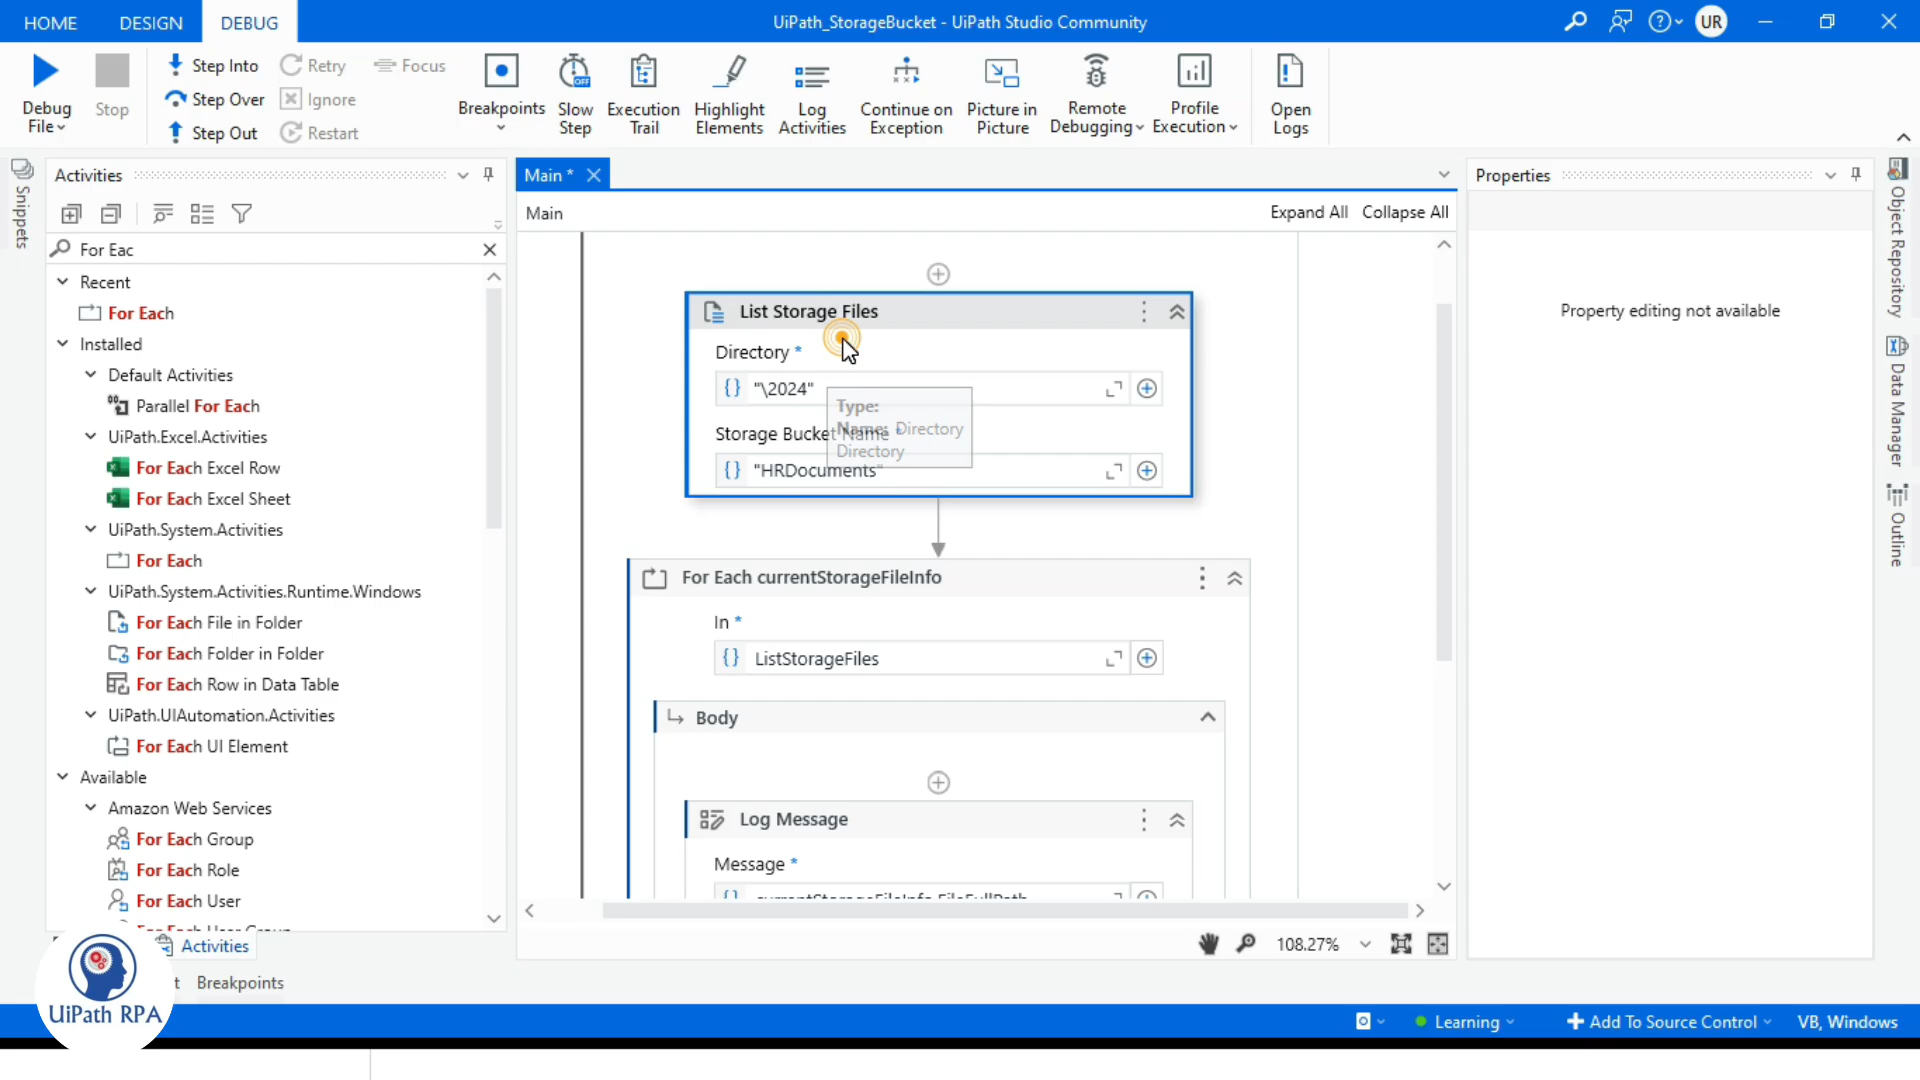 HOME DESIGN DEBUG UiPath_StorageBucket - UiPath Studio Community UR
Debug File Stop
Step Into Retry Focus
Step Over Ignore
Step Out Restart
Breakpoints
Slow Step
Execution Trail
Highlight Elements
Log Activities
Continue on Exception
Picture in Picture
Remote Debugging
Profile Execution
Open Logs
Snippets
Activities
For Eac
Recent
For Each
Installed
Default Activities
Parallel For Each
UiPath.Excel.Activities
For Each Excel Row
For Each Excel Sheet
UiPath.System.Activities
For Each
UiPath.System.Activities.Runtime.Windows
For Each File in Folder
For Each Folder in Folder
For Each Row in Data Table
UiPath.UIAutomation.Activities
For Each UI Element
Available
Amazon Web Services
For Each Group
For Each Role
For Each User
For Each User Group
Activities
Breakpoints
UiPath RPA
Main *
Main Expand All Collapse All
List Storage Files
Directory *
"\2024"
Type:
Name: Directory
Directory
Storage Bucket Name *
"HRDocuments"
For Each currentStorageFileInfo
In *
ListStorageFiles
Body
Log Message
Message *
currentStorageFileInfo.FileFullPath
108.27%
Properties
Property editing not available
Object Repository
Data Manager
Outline
Learning Add To Source Control VB, Windows